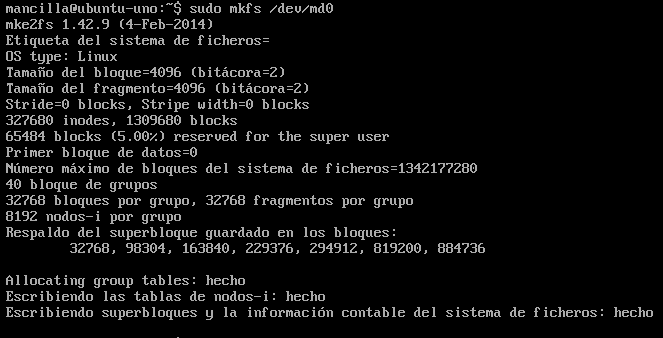 mancilla@ubuntu-uno:~$ sudo mkfs /dev/md0
mke2fs 1.42.9 (4-Feb-2014)
Etiqueta del sistema de ficheros=
OS type: Linux
Tamaño del bloque=4096 (bitácora=2)
Tamaño del fragmento=4096 (bitácora=2)
Stride=0 blocks, Stripe width=0 blocks
327680 inodes, 1309680 blocks
65484 blocks (5.00%) reserved for the super user
Primer bloque de datos=0
Número máximo de bloques del sistema de ficheros=1342177280
40 bloque de grupos
32768 bloques por grupo, 32768 fragmentos por grupo
8192 nodos-i por grupo
Respaldo del superbloque guardado en los bloques:
32768, 98304, 163840, 229376, 294912, 819200, 884736
Allocating group tables: hecho
Escribiendo las tablas de nodos-i: hecho
Escribiendo superbloques y la información contable del sistema de ficheros: hecho